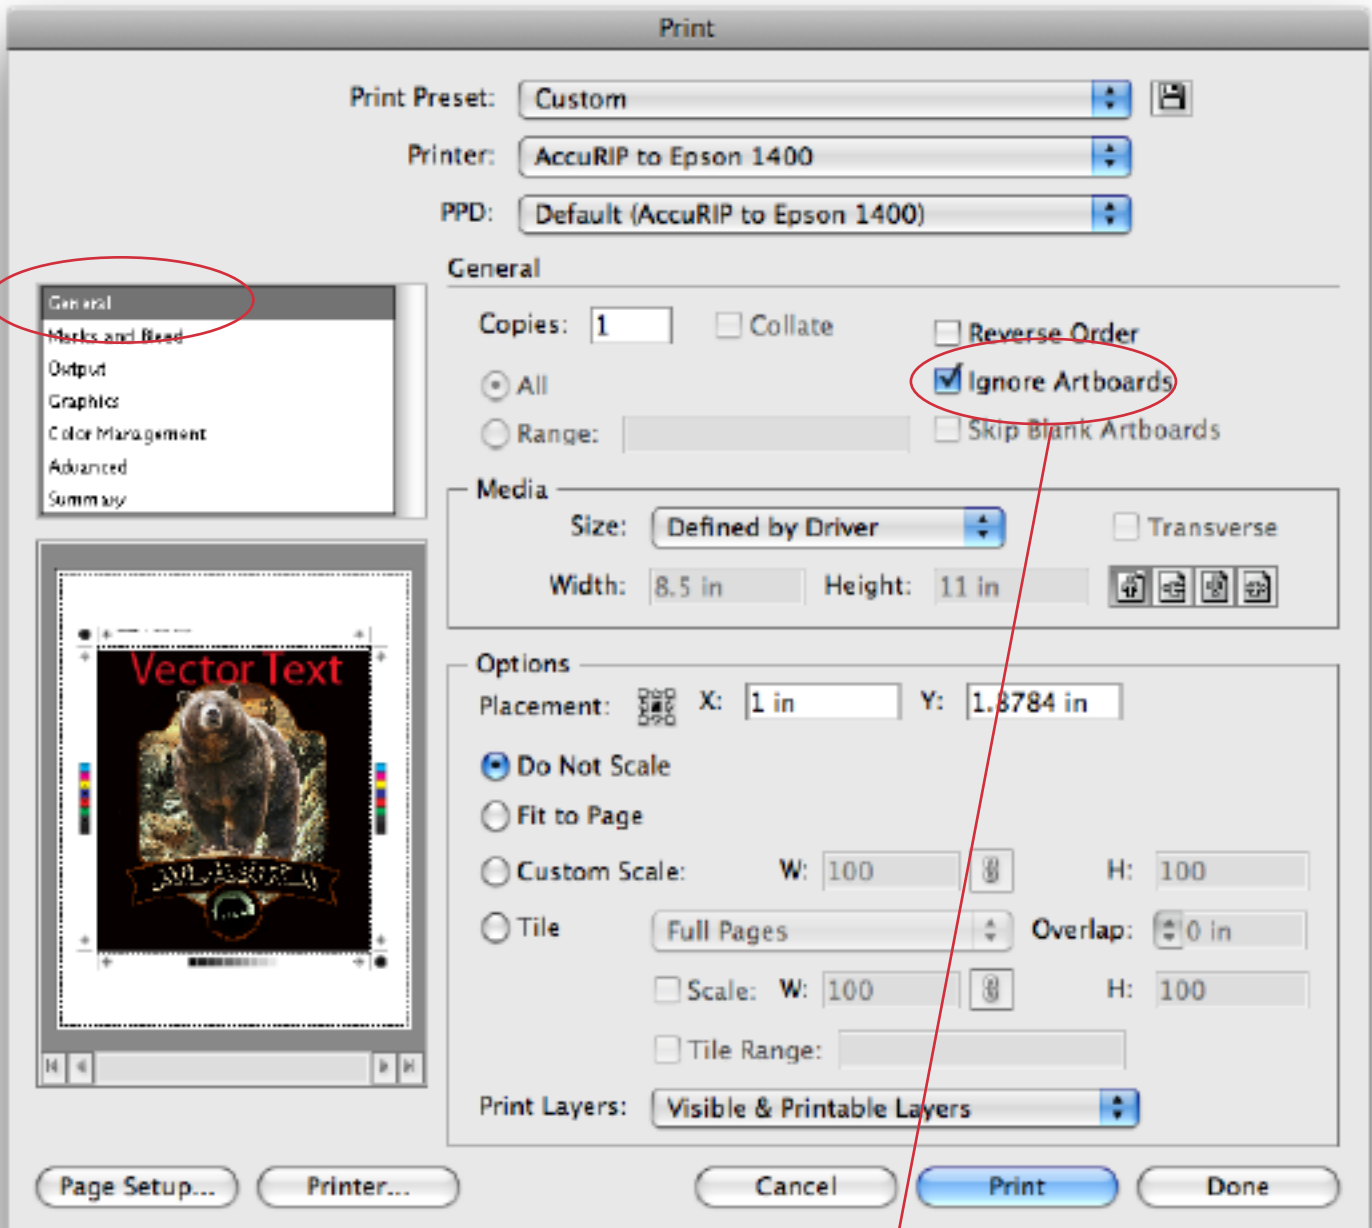 Print
Print Preset: Custom
Printer: AccuRIP to Epson 1400
PPD: Default (AccuRIP to Epson 1400)
General
General
Marks and Bleed
Output
Graphics
Color Management
Advanced
Summary
Copies: 1 Collate Reverse Order
All Ignore Artboards
Range: Skip Blank Artboards
Media
Size: Defined by Driver Transverse
Width: 8.5 in Height: 11 in
Vector Text
Options
Placement: X: 1 in Y: 1.8784 in
Do Not Scale
Fit to Page
Custom Scale: W: 100 H: 100
Tile Full Pages Overlap: 0 in
Scale: W: 100 H: 100
Tile Range:
Print Layers: Visible & Printable Layers
Page Setup... Printer... Cancel Print Done